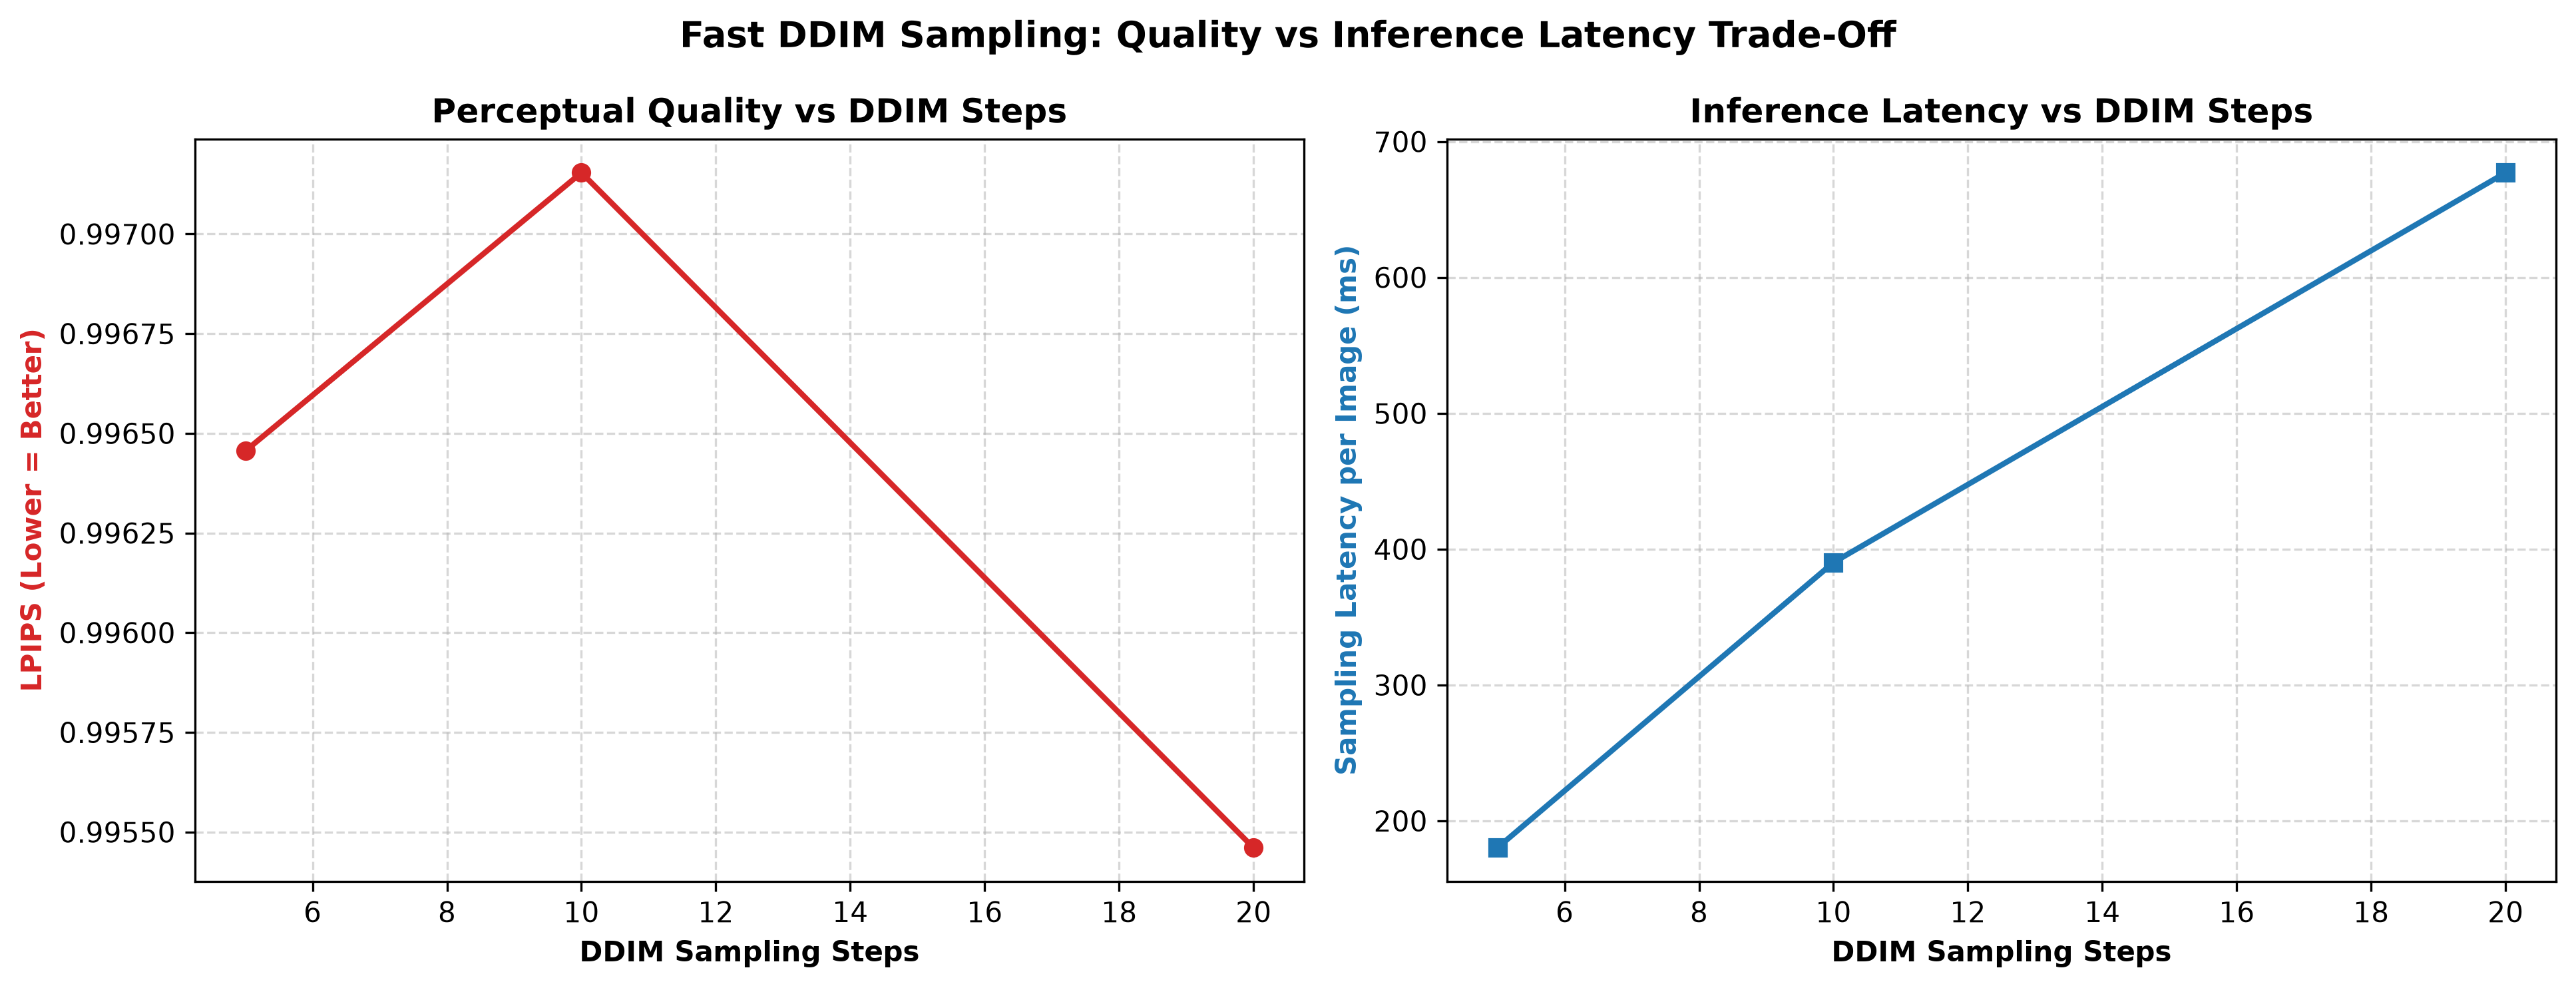 Fast DDIM Sampling: Quality vs Inference Latency Trade-Off
Perceptual Quality vs DDIM Steps
LPIPS (Lower = Better)
0.99700
0.99675
0.99650
0.99625
0.99600
0.99575
0.99550
6 8 10 12 14 16 18 20
DDIM Sampling Steps
Inference Latency vs DDIM Steps
Sampling Latency per Image (ms)
700
600
500
400
300
200
6 8 10 12 14 16 18 20
DDIM Sampling Steps